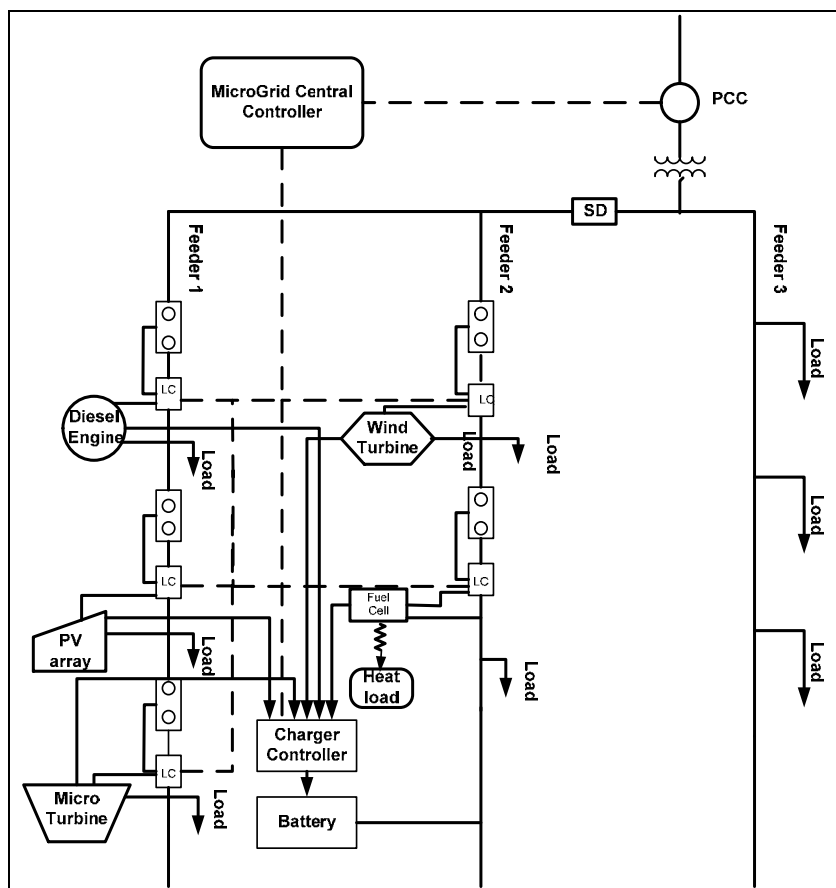 MicroGrid Central
Controller
PCC
SD
Feeder 1
Feeder 2
Feeder 3
Load
LC
LC
Diesel
Engine
Load
Wind
Turbine
Load
Load
Load
LC
LC
Fuel
Cell
PV
array
Load
Heat
load
Load
Load
Charger
Controller
LC
Micro
Turbine
Load
Battery